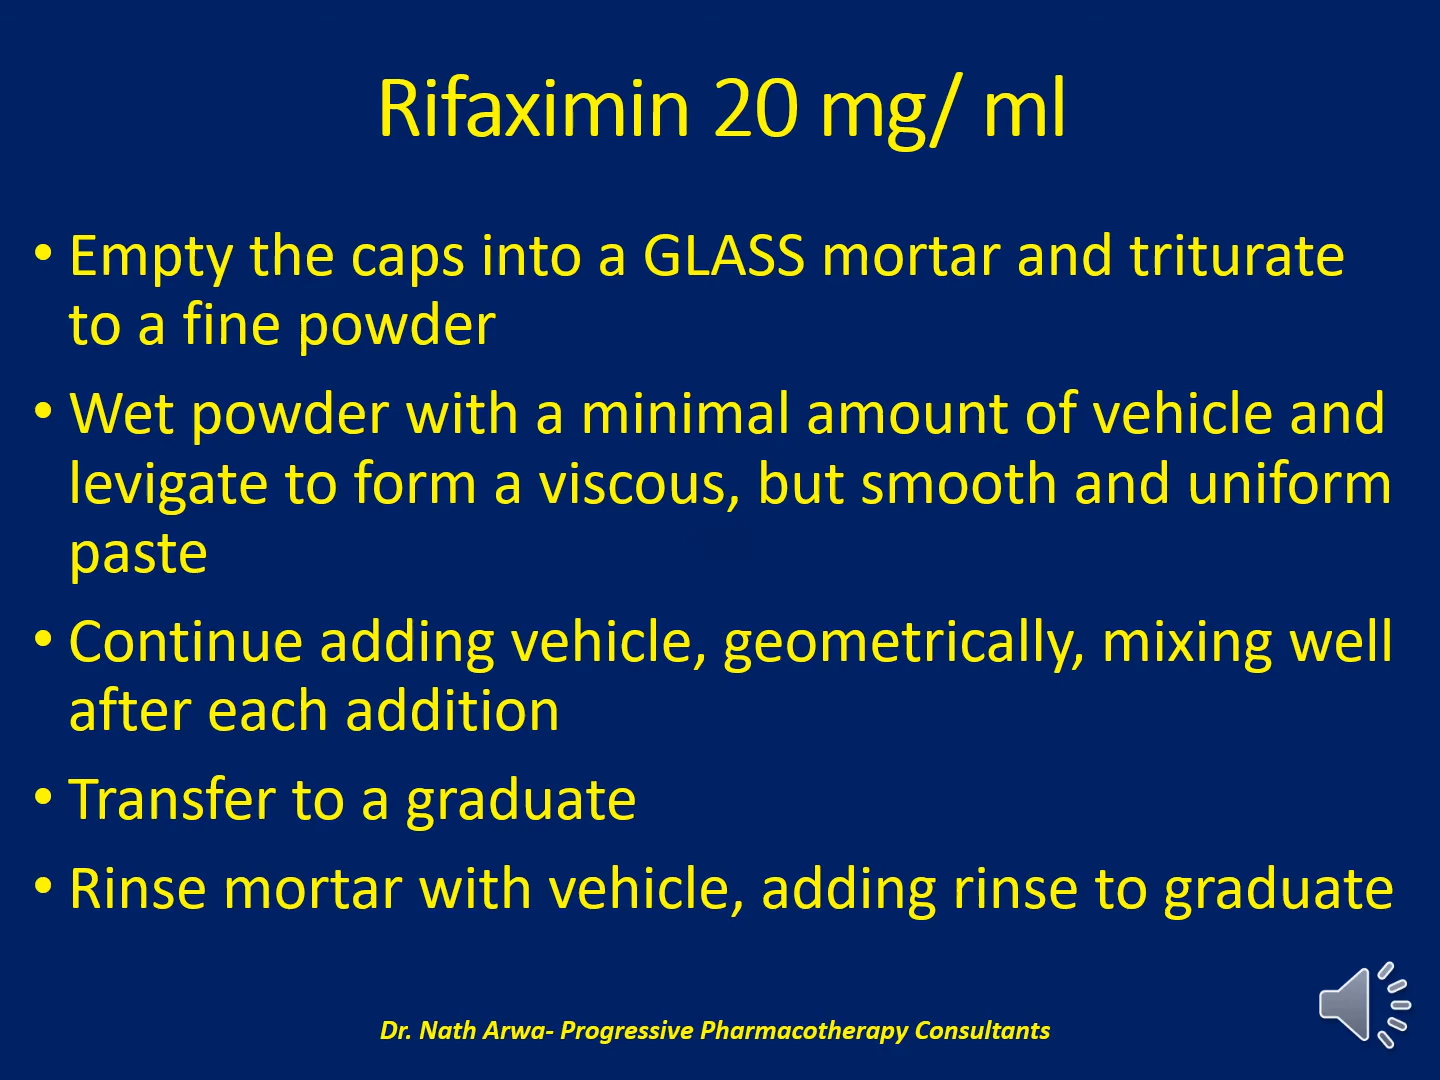 Rifaximin 20 mg/ ml
• Empty the caps into a GLASS mortar and triturate
to a fine powder
• Wet powder with a minimal amount of vehicle and
levigate to form a viscous, but smooth and uniform
paste
• Continue adding vehicle, geometrically, mixing well
after each addition
• Transfer to a graduate
• Rinse mortar with vehicle, adding rinse to graduate
Dr. Nath Arwa- Progressive Pharmacotherapy Consultants